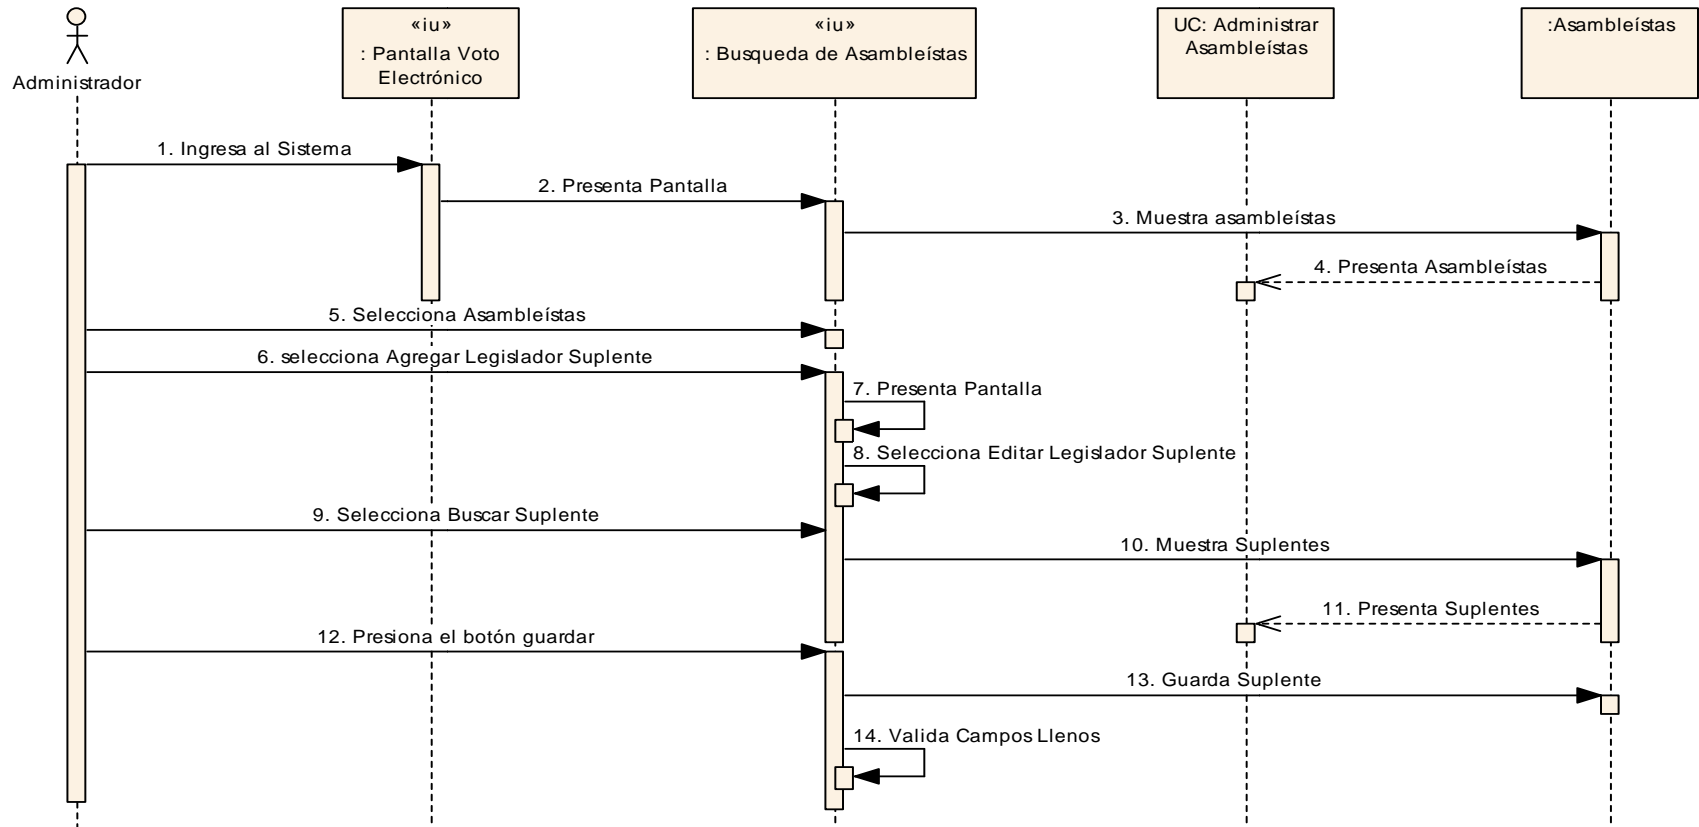 Administrador
«iu»
: Pantalla Voto
Electrónico
«iu»
: Busqueda de Asambleístas
UC: Administrar
Asambleístas
:Asambleístas
1. Ingresa al Sistema
2. Presenta Pantalla
3. Muestra asambleístas
4. Presenta Asambleístas
5. Selecciona Asambleístas
6. selecciona Agregar Legislador Suplente
7. Presenta Pantalla
8. Selecciona Editar Legislador Suplente
9. Selecciona Buscar Suplente
10. Muestra Suplentes
11. Presenta Suplentes
12. Presiona el botón guardar
13. Guarda Suplente
14. Valida Campos Llenos